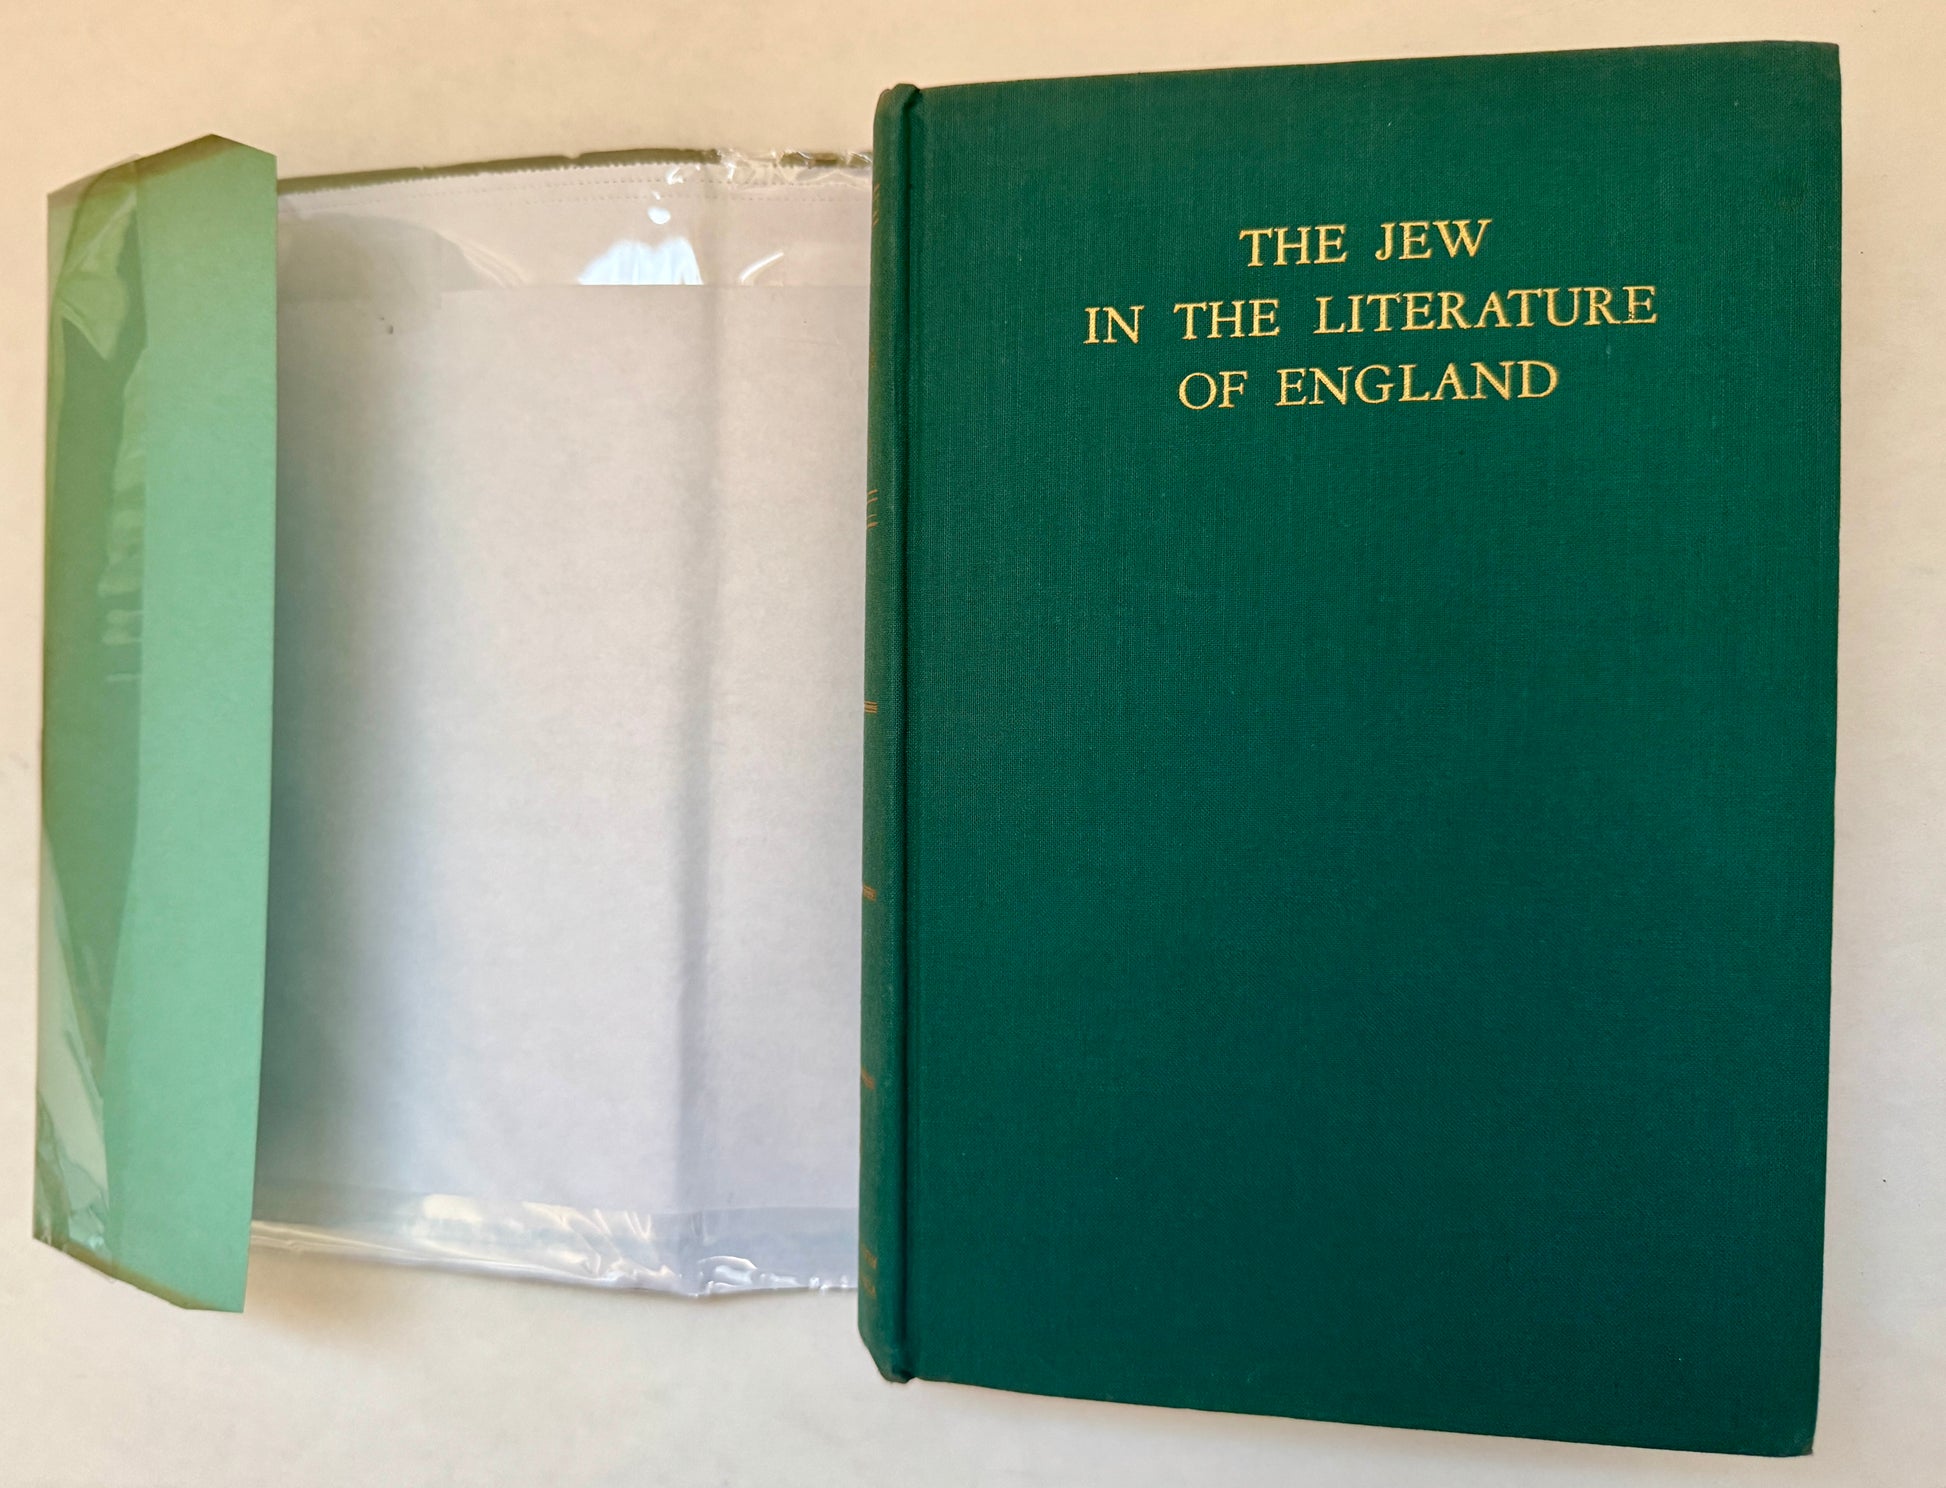 THE JEW
IN THE LITERATURE
OF ENGLAND